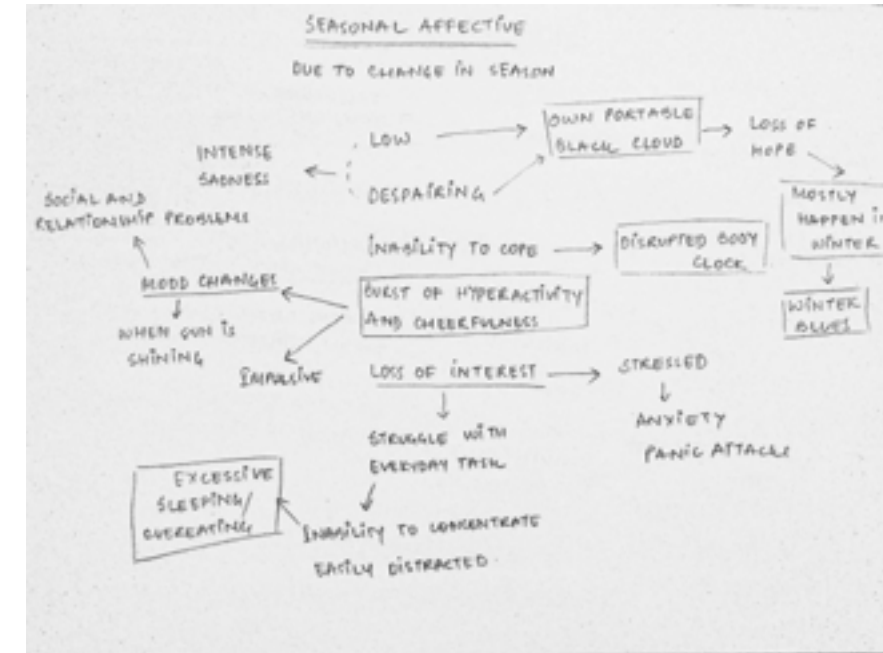 SEASONAL AFFECTIVE
DUE TO CHANGE IN SEASON
LOW
OWN PORTABLE
BLACK CLOUD
LOSS OF
HOPE
INTENSE
SADNESS
DESPAIRING
MOSTLY
HAPPEN IN
WINTER
SOCIAL AND
RELATIONSHIP PROBLEMS
INABILITY TO COPE
DISRUPTED BODY
CLOCK
MOOD CHANGES
BURST OF HYPERACTIVITY
AND CHEERFULNESS
WINTER
BLUES
WHEN SUN IS
SHINING
IMPULSIVE
LOSS OF INTEREST
STRESSED
ANXIETY
PANIC ATTACKS
STRUGGLE WITH
EVERYDAY TASK
EXCESSIVE
SLEEPING/
OVEREATING
INABILITY TO CONCENTRATE
EASILY DISTRACTED.